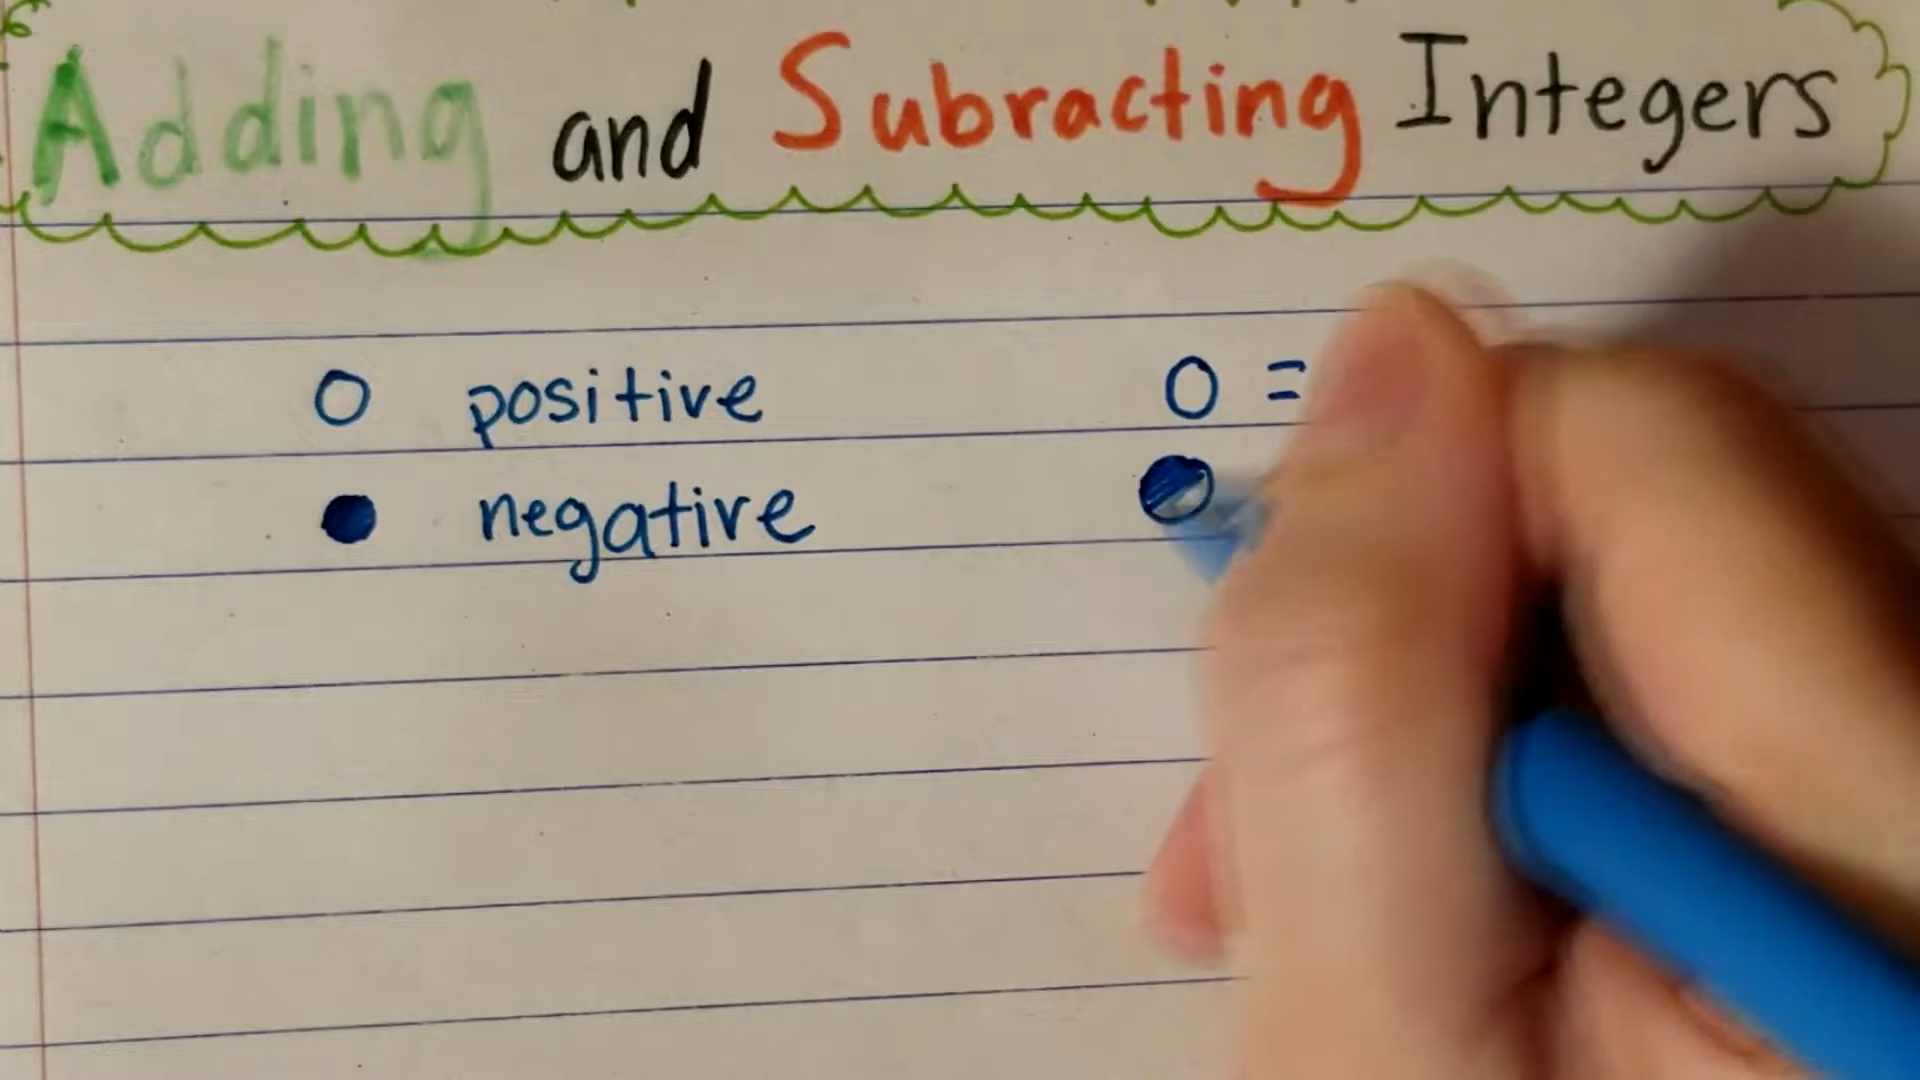 Adding and Subracting Integers
O positive O =
● negative